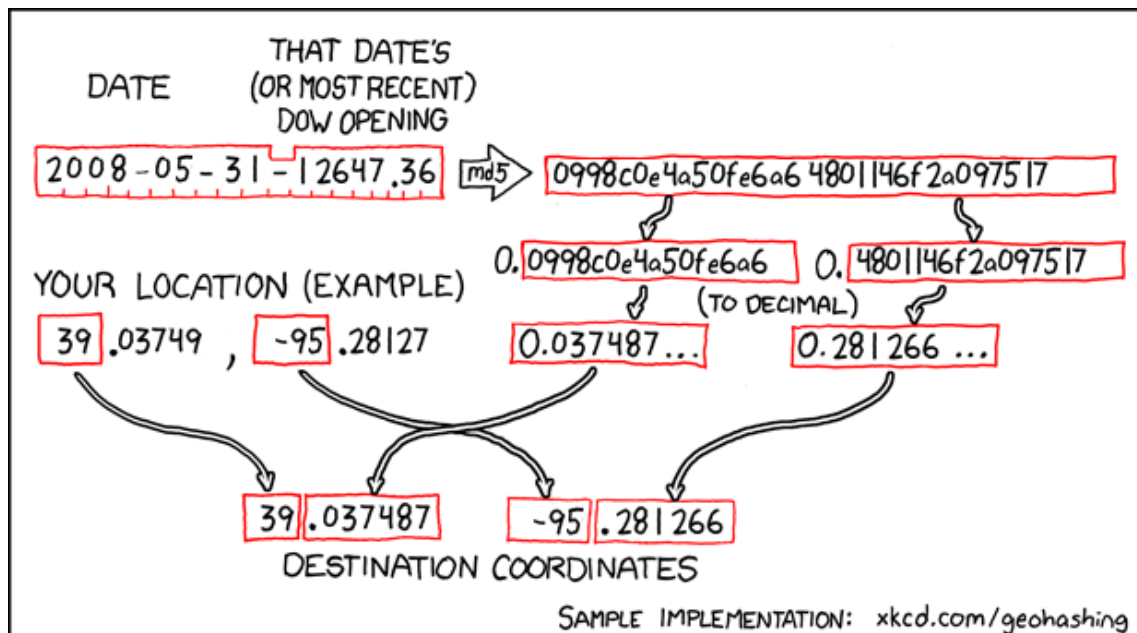 DATE
THAT DATE'S
(OR MOST RECENT)
DOW OPENING
2008-05-31-12647.36
md5
0998c0e4a50fe6a6 4801146f2a097517
0.0998c0e4a50fe6a6
0.4801146f2a097517
YOUR LOCATION (EXAMPLE)
(TO DECIMAL)
39.03749, -95.28127
0.037487...
0.281266...
39.037487
-95.281266
DESTINATION COORDINATES
SAMPLE IMPLEMENTATION: xkcd.com/geohashing